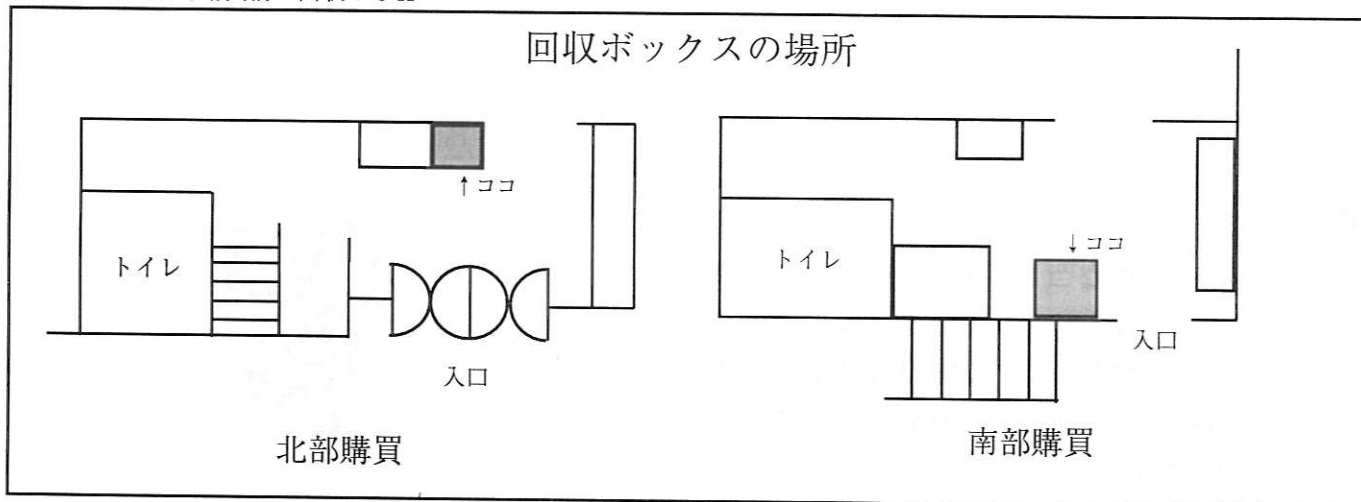 回収ボックスの場所
↑ココ
トイレ
入口
北部購買
↓ココ
トイレ
入口
南部購買